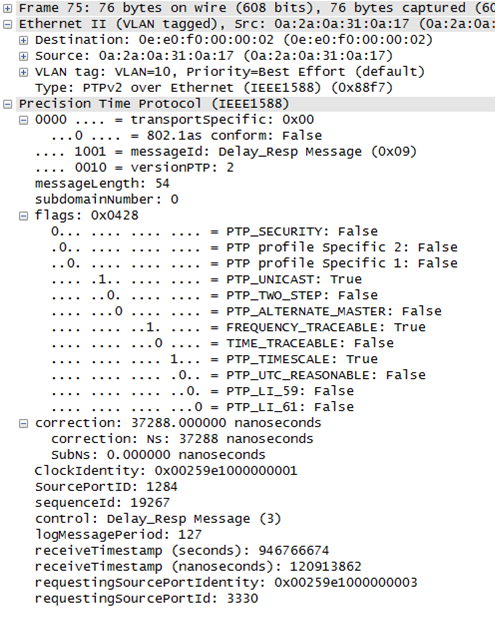 Frame 75: 76 bytes on wire (608 bits), 76 bytes captured (60
Ethernet II (VLAN tagged), Src: 0a:2a:0a:31:0a:17 (0a:2a:0a:
Destination: 0e:e0:f0:00:00:02 (0e:e0:f0:00:00:02)
Source: 0a:2a:0a:31:0a:17 (0a:2a:0a:31:0a:17)
VLAN tag: VLAN=10, Priority=Best Effort (default)
Type: PTPv2 over Ethernet (IEEE1588) (0x88f7)
Precision Time Protocol (IEEE1588)
0000 .... = transportSpecific: 0x00
...0 .... = 802.1as conform: False
.... 1001 = messageId: Delay_Resp Message (0x09)
.... 0010 = versionPTP: 2
messageLength: 54
subdomainNumber: 0
flags: 0x0428
0... .... .... .... = PTP_SECURITY: False
.0.. .... .... .... = PTP profile Specific 2: False
..0. .... .... .... = PTP profile Specific 1: False
.... .1.. .... .... = PTP_UNICAST: True
.... ..0. .... .... = PTP_TWO_STEP: False
.... ...0 .... .... = PTP_ALTERNATE_MASTER: False
.... .... ..1. .... = FREQUENCY_TRACEABLE: True
.... .... ...0 .... = TIME_TRACEABLE: False
.... .... .... 1... = PTP_TIMESCALE: True
.... .... .... .0.. = PTP_UTC_REASONABLE: False
.... .... .... ..0. = PTP_LI_59: False
.... .... .... ...0 = PTP_LI_61: False
correction: 37288.000000 nanoseconds
correction: Ns: 37288 nanoseconds
SubNs: 0.000000 nanoseconds
ClockIdentity: 0x00259e1000000001
SourcePortID: 1284
sequenceId: 19267
control: Delay_Resp Message (3)
logMessagePeriod: 127
receiveTimestamp (seconds): 946766674
receiveTimestamp (nanoseconds): 120913862
requestingSourcePortIdentity: 0x00259e1000000003
requestingSourcePortId: 3330